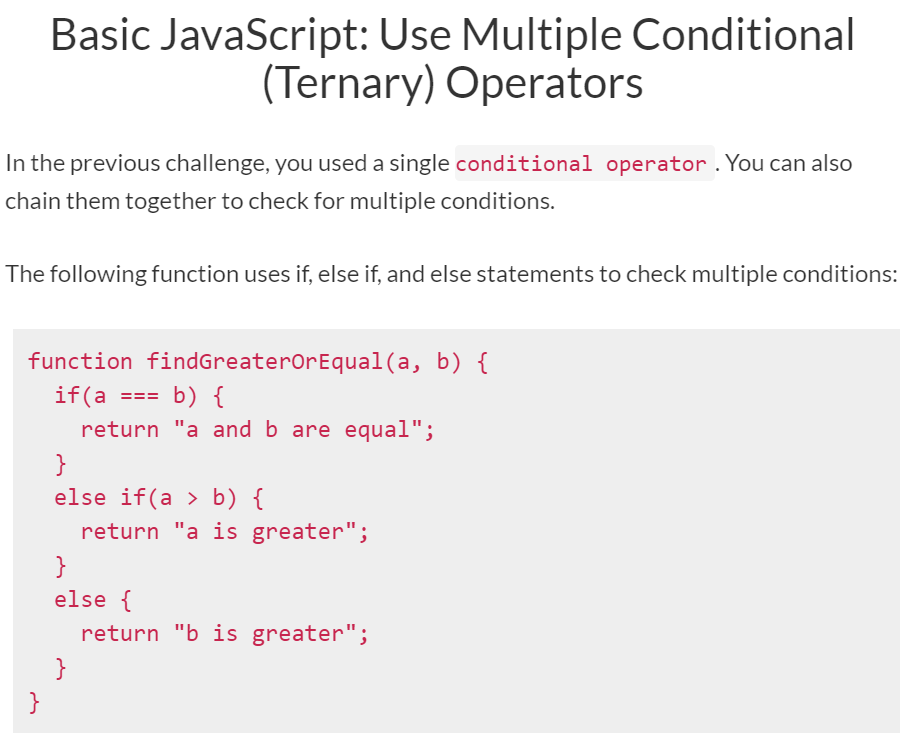 Basic JavaScript: Use Multiple Conditional
(Ternary) Operators
In the previous challenge, you used a single conditional operator . You can also
chain them together to check for multiple conditions.
The following function uses if, else if, and else statements to check multiple conditions:
function findGreaterOrEqual(a, b) {
  if(a === b) {
    return "a and b are equal";
  }
  else if(a > b) {
    return "a is greater";
  }
  else {
    return "b is greater";
  }
}